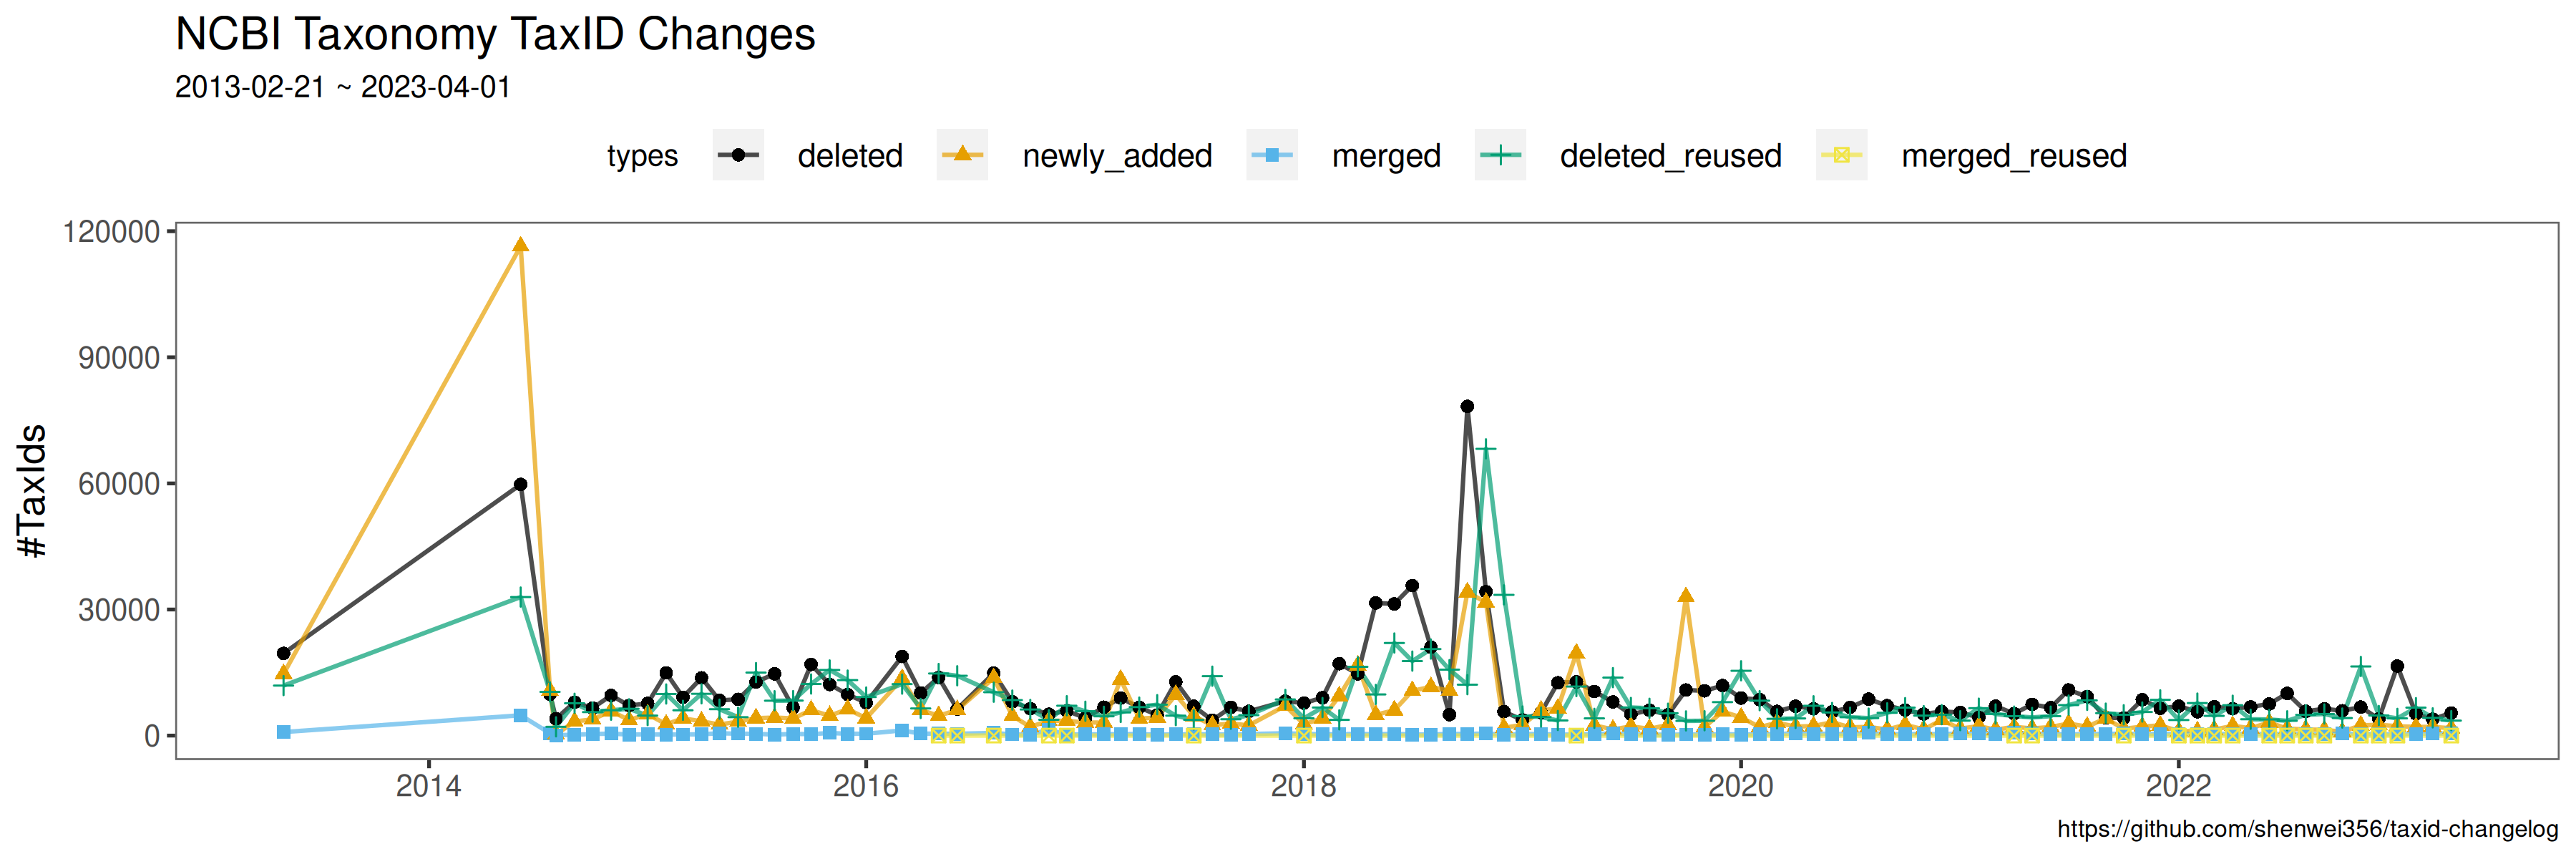 NCBI Taxonomy TaxID Changes
2013-02-21 ~ 2023-04-01
types deleted newly_added merged deleted_reused merged_reused
120000
90000
60000
30000
0
#TaxIds
2014 2016 2018 2020 2022
https://github.com/shenwei356/taxid-changelog